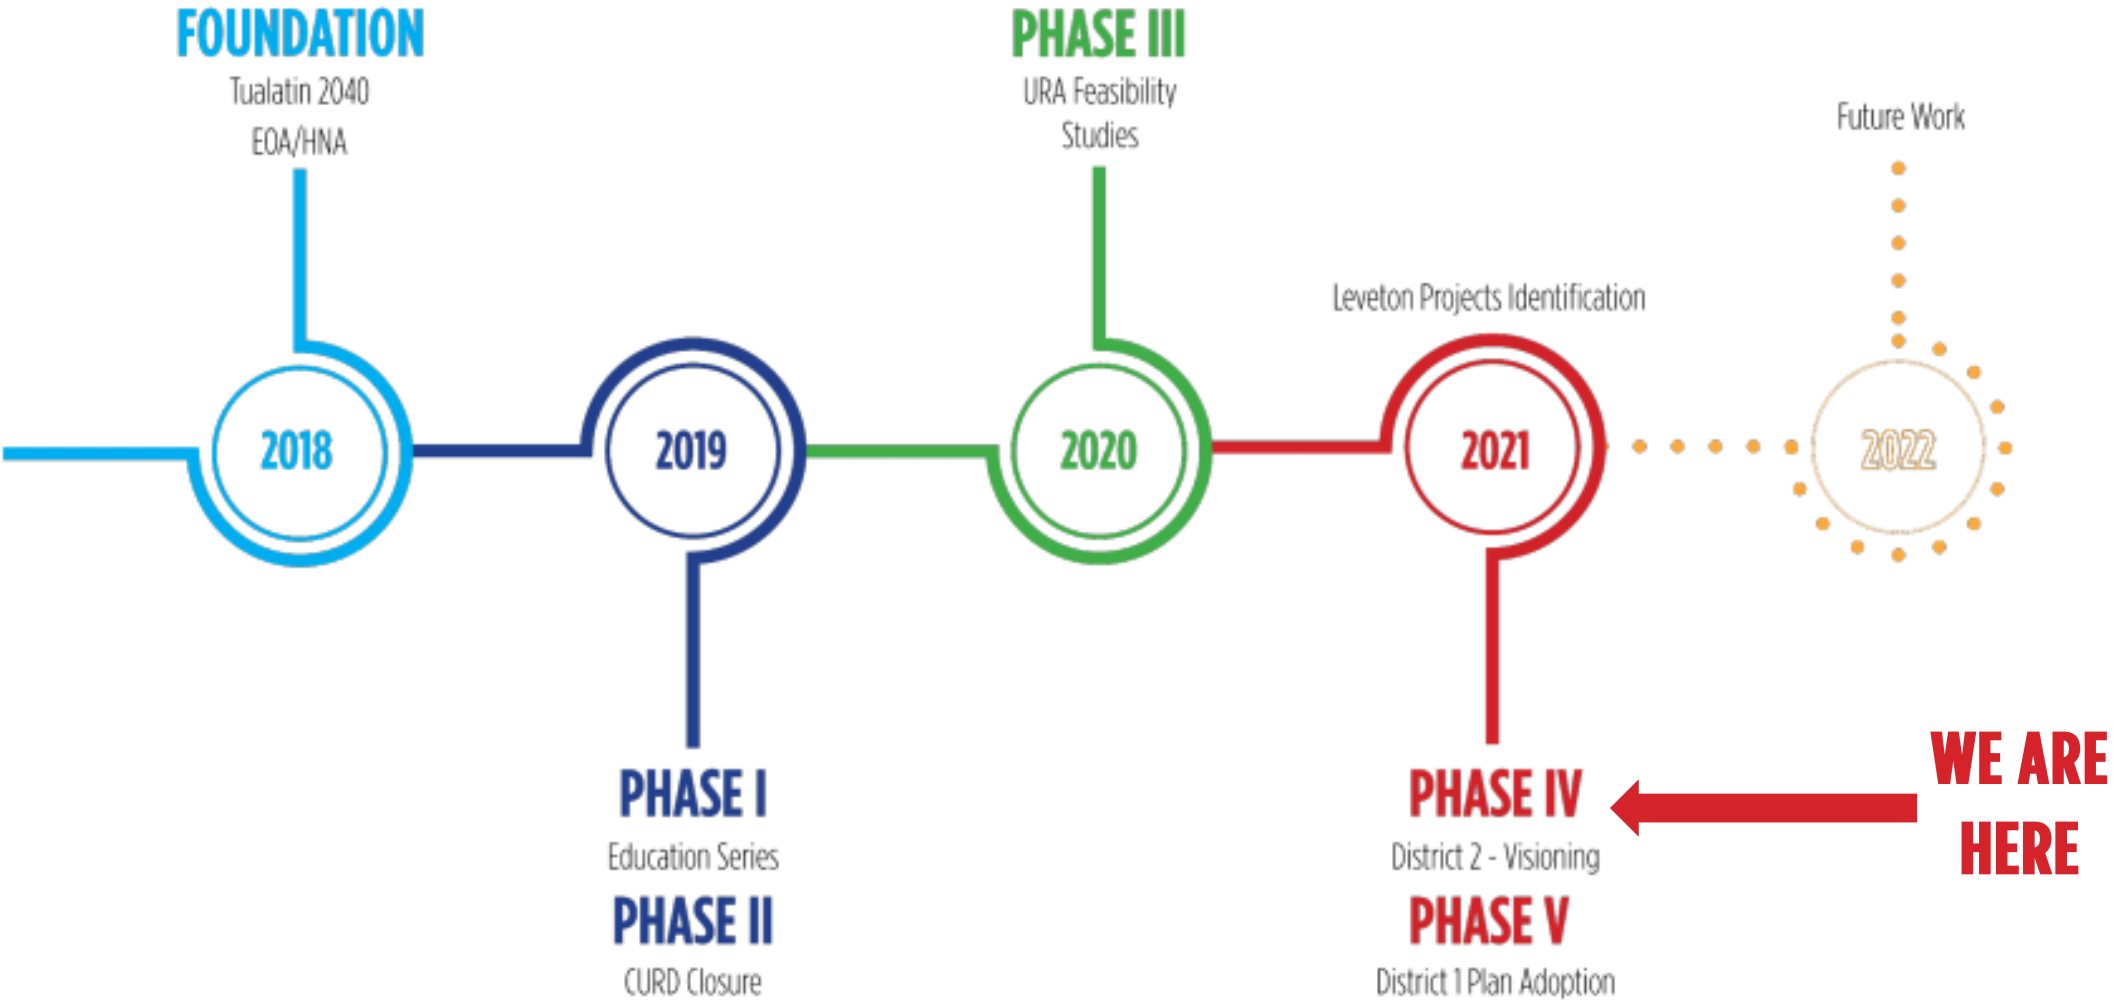 FOUNDATION
Tualatin 2040
EOA/HNA
PHASE III
URA Feasibility
Studies
Future Work
Leveton Projects Identification
2018
2019
2020
2021
2022
PHASE I
Education Series
PHASE II
CURD Closure
PHASE IV
District 2 - Visioning
PHASE V
District 1 Plan Adoption
WE ARE
HERE